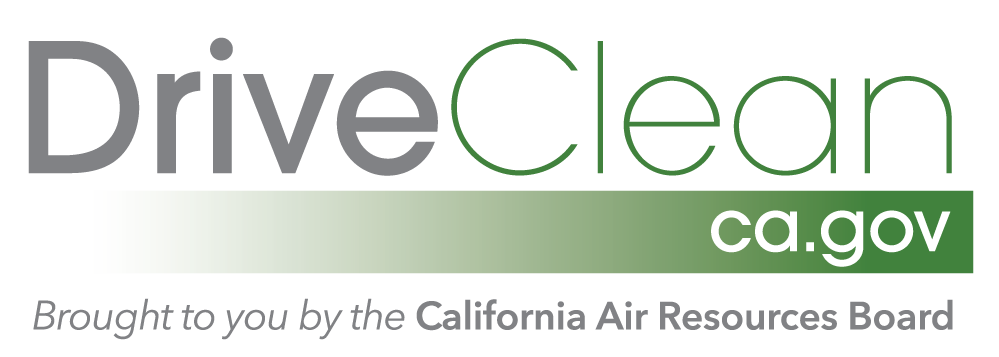 DriveClean
ca.gov
Brought to you by the California Air Resources Board